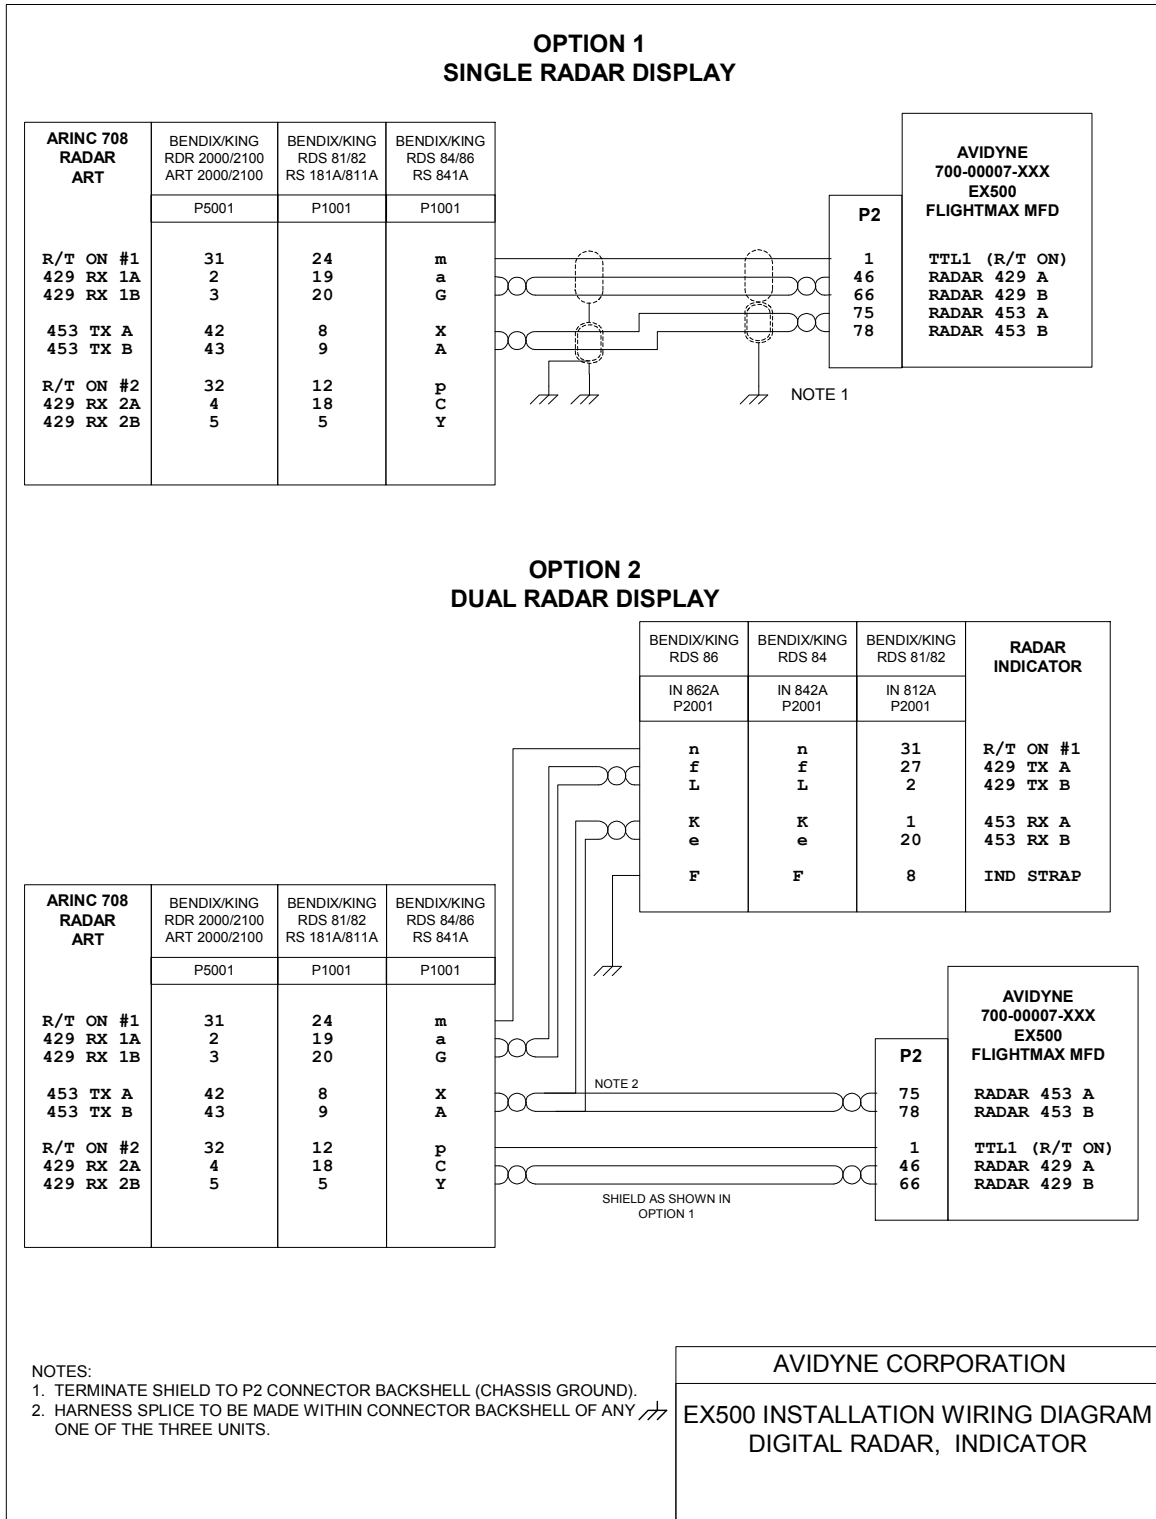 OPTION 1
SINGLE RADAR DISPLAY
ARINC 708 RADAR ART
BENDIX/KING RDR 2000/2100 ART 2000/2100
BENDIX/KING RDS 81/82 RS 181A/811A
BENDIX/KING RDS 84/86 RS 841A
P5001 P1001 P1001
R/T ON #1 31 24 m
429 RX 1A 2 19 a
429 RX 1B 3 20 G
453 TX A 42 8 X
453 TX B 43 9 A
R/T ON #2 32 12 p
429 RX 2A 4 18 C
429 RX 2B 5 5 Y
P2
AVIDYNE
700-00007-XXX
EX500
FLIGHTMAX MFD
1 TTL1 (R/T ON)
46 RADAR 429 A
66 RADAR 429 B
75 RADAR 453 A
78 RADAR 453 B
NOTE 1
OPTION 2
DUAL RADAR DISPLAY
BENDIX/KING RDS 86
BENDIX/KING RDS 84
BENDIX/KING RDS 81/82
RADAR INDICATOR
IN 862A P2001
IN 842A P2001
IN 812A P2001
n n 31 R/T ON #1
f f 27 429 TX A
L L 2 429 TX B
K K 1 453 RX A
e e 20 453 RX B
F F 8 IND STRAP
ARINC 708 RADAR ART
BENDIX/KING RDR 2000/2100 ART 2000/2100
BENDIX/KING RDS 81/82 RS 181A/811A
BENDIX/KING RDS 84/86 RS 841A
P5001 P1001 P1001
R/T ON #1 31 24 m
429 RX 1A 2 19 a
429 RX 1B 3 20 G
453 TX A 42 8 X
453 TX B 43 9 A
R/T ON #2 32 12 p
429 RX 2A 4 18 C
429 RX 2B 5 5 Y
NOTE 2
SHIELD AS SHOWN IN
OPTION 1
P2
AVIDYNE
700-00007-XXX
EX500
FLIGHTMAX MFD
75 RADAR 453 A
78 RADAR 453 B
1 TTL1 (R/T ON)
46 RADAR 429 A
66 RADAR 429 B
NOTES:
1. TERMINATE SHIELD TO P2 CONNECTOR BACKSHELL (CHASSIS GROUND).
2. HARNESS SPLICE TO BE MADE WITHIN CONNECTOR BACKSHELL OF ANY
ONE OF THE THREE UNITS.
AVIDYNE CORPORATION
EX500 INSTALLATION WIRING DIAGRAM
DIGITAL RADAR, INDICATOR